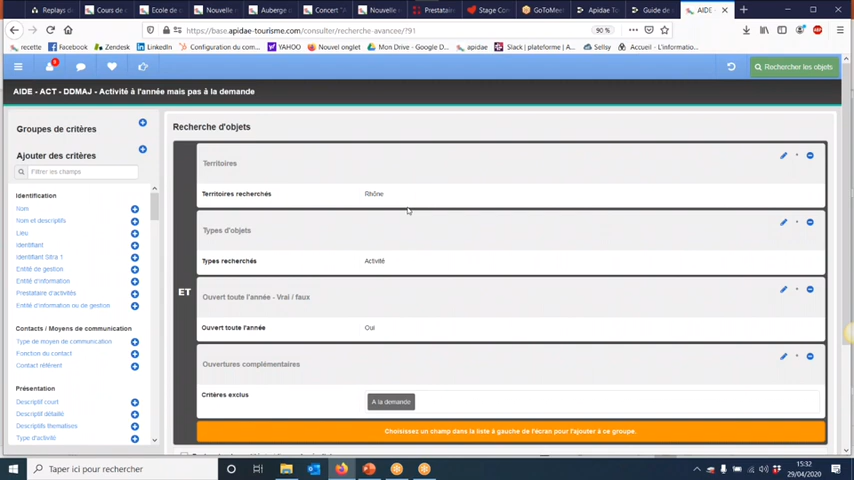 Replays d
Cours de c
Ecole de c
Nouvelle
Auberge d
Concert "A
Nouvelle
Prestataire
Stage Con
GoToMeet
Apidae To
Guide de
AIDE -
https://base.apidae-tourisme.com/consulter/recherche-avancee/?91
90 %
recette
Facebook
Zendesk
LinkedIn
Configuration du com...
YAHOO
Nouvel onglet
Mon Drive - Google D...
apidae
Slack | plateforme | A...
Sellsy
Accueil - L'informatio...
Rechercher les objets
AIDE - ACT - DDMAJ - Activité à l'année mais pas à la demande
Groupes de critères
Ajouter des critères
Filtrer les champs
Identification
Nom
Nom et descriptifs
Lieu
Identifiant
Identifiant Sitra 1
Entité de gestion
Entité d'information
Prestataire d'activités
Entité d'information ou de gestion
Contacts / Moyens de communication
Type de moyen de communication
Fonction du contact
Contact référent
Présentation
Descriptif court
Descriptif détaillé
Descriptifs thématisés
Type d'activité
Recherche d'objets
ET
Territoires
Territoires recherchés
Rhône
Types d'objets
Types recherchés
Activité
Ouvert toute l'année - Vrai / faux
Ouvert toute l'année
Oui
Ouvertures complémentaires
Critères exclus
A la demande
Choisissez un champ dans la liste à gauche de l'écran pour l'ajouter à ce groupe.
Taper ici pour rechercher
15:32
29/04/2020